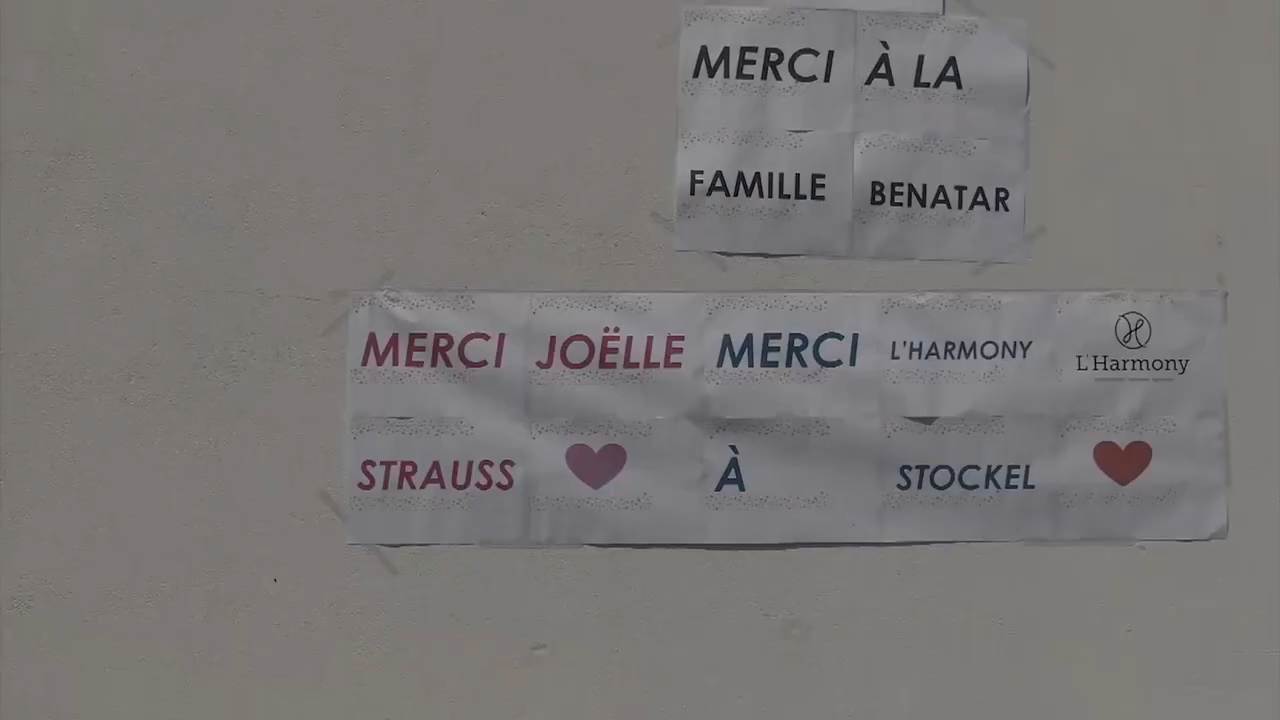 MERCI À LA
FAMILLE BENATAR
MERCI JOËLLE MERCI L'HARMONY L'Harmony
STRAUSS À STOCKEL